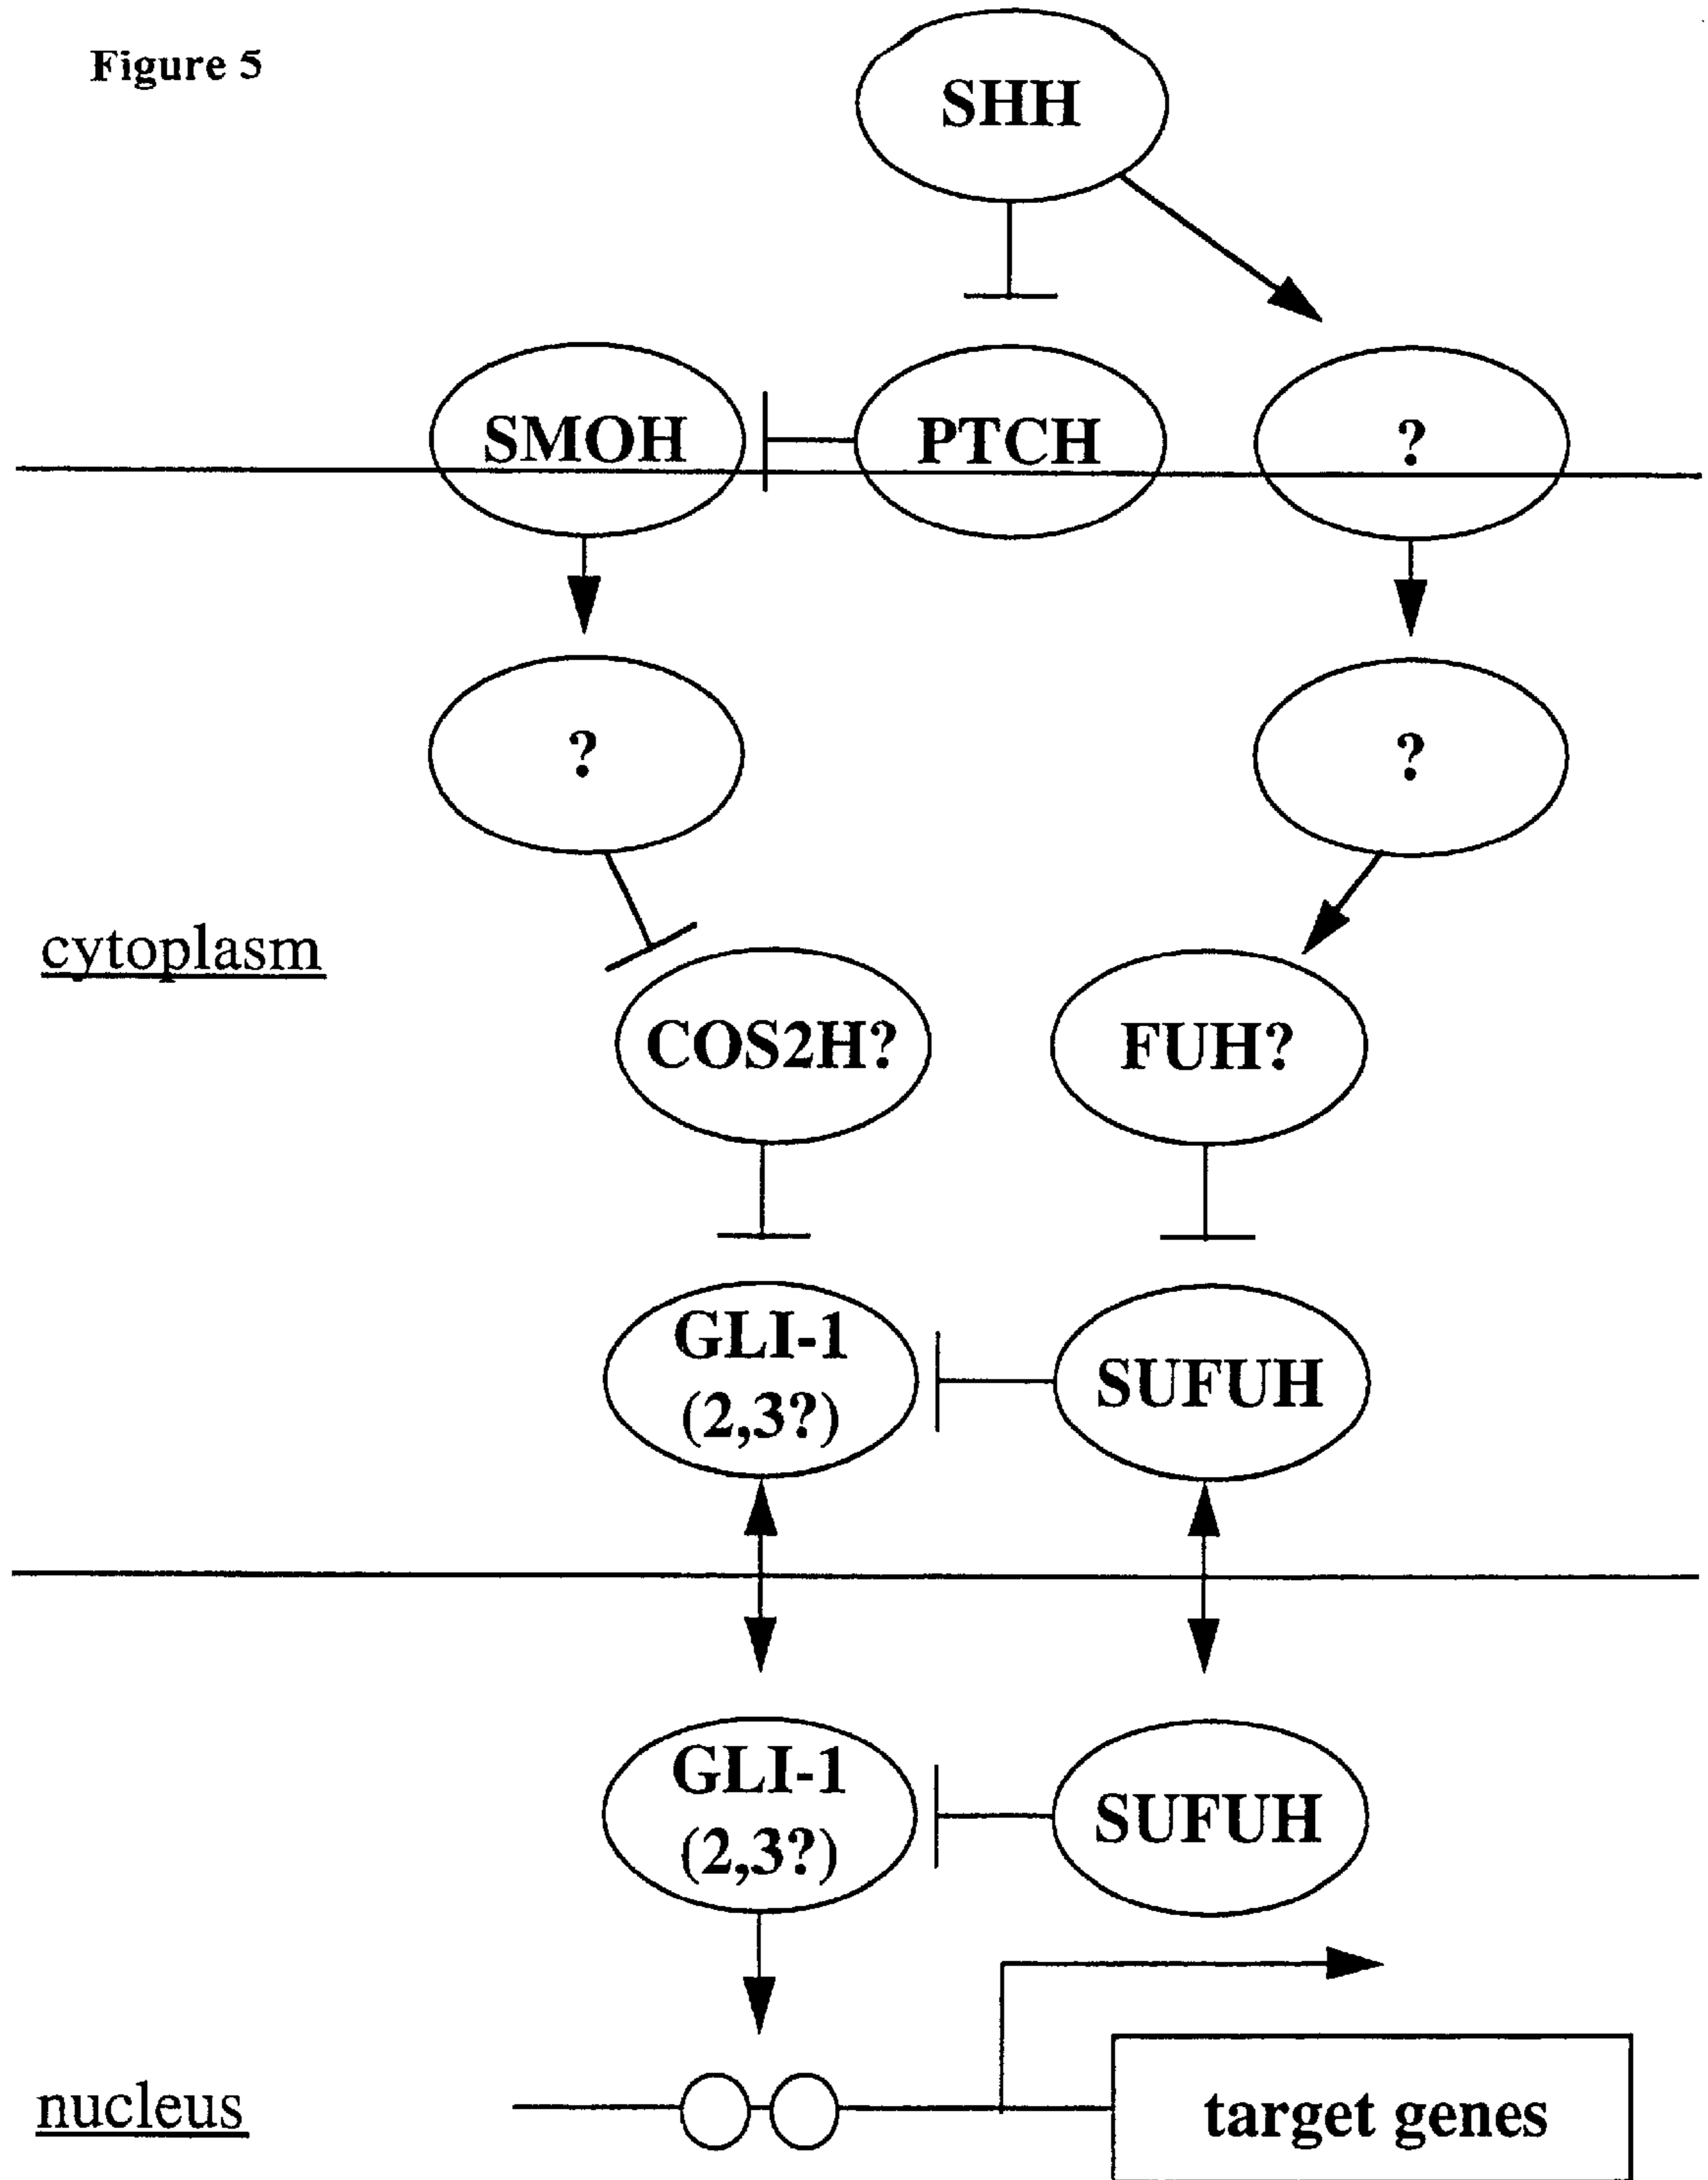 Figure 5
SHH
SMOH
PTCH
?
?
?
cytoplasm
COS2H?
FUH?
GLI-1
(2,3?)
SUFUH
GLI-1
(2,3?)
SUFUH
nucleus
target genes